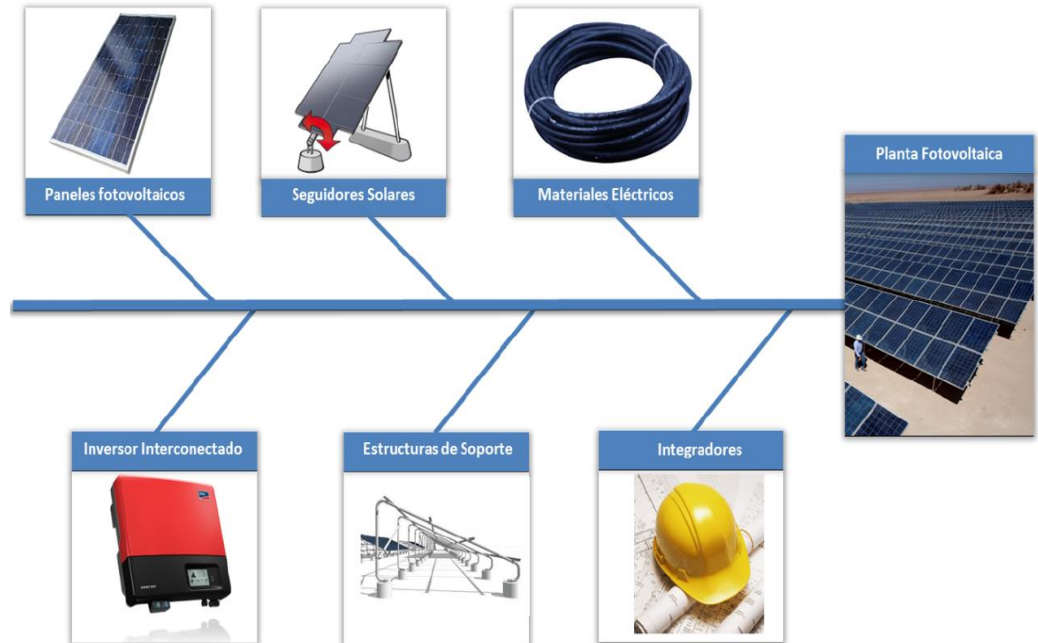 Paneles fotovoltaicos
Seguidores Solares
Materiales Eléctricos
Planta Fotovoltaica
Inversor Interconectado
Estructuras de Soporte
Integradores